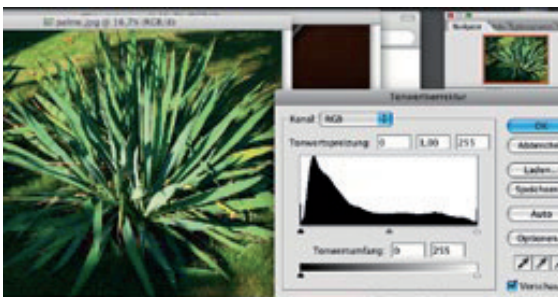 palme.jpg @ 16,7% (RGB/8)
Navigator
Tonwertkorrektur
Kanal: RGB
Tonwertspreizung: 0 1,00 255
Tonwertumfang: 0 255
OK
Abbrechen
Laden...
Speichern
Auto
Optionen
Vorschau